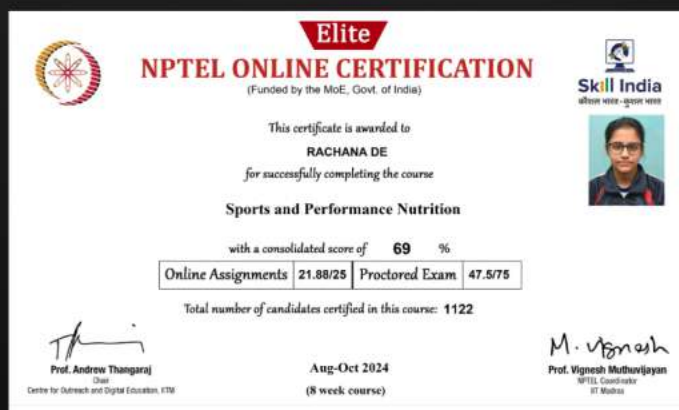 Elite
NPTEL ONLINE CERTIFICATION
(Funded by the MoE, Govt. of India)
Skill India
कौशल भारत-कुशल भारत
This certificate is awarded to
RACHANA DE
for successfully completing the course
Sports and Performance Nutrition
with a consolidated score of 69 %
Online Assignments 21.88/25 Proctored Exam 47.5/75
Total number of candidates certified in this course: 1122
M. Vignesh
Prof. Andrew Thangaraj
Chair
Centre for Outreach and Digital Education, IITM
Aug-Oct 2024
(8 week course)
Prof. Vignesh Muthuvijayan
NPTEL Coordinator
IIT Madras